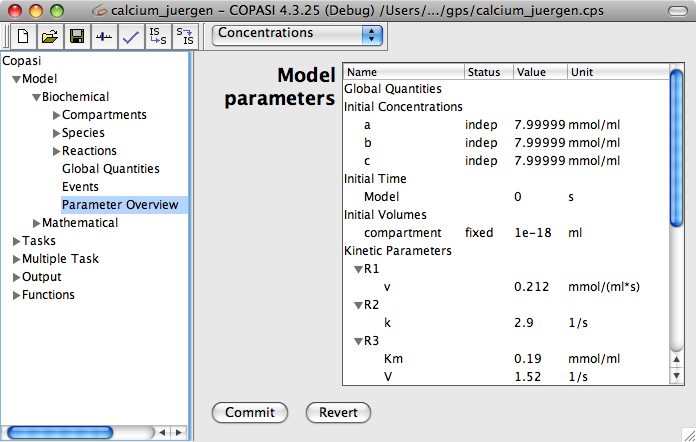 calcium_juergen - COPASI 4.3.25 (Debug) /Users/.../gps/calcium_juergen.cps
IS S
S IS
Concentrations
Copasi
Model
Biochemical
Compartments
Species
Reactions
Global Quantities
Events
Parameter Overview
Mathematical
Tasks
Multiple Task
Output
Functions
Model
parameters
Name Status Value Unit
Global Quantities
Initial Concentrations
a indep 7.99999 mmol/ml
b indep 7.99999 mmol/ml
c indep 7.99999 mmol/ml
Initial Time
Model 0 s
Initial Volumes
compartment fixed 1e-18 ml
Kinetic Parameters
R1
v 0.212 mmol/(ml*s)
R2
k 2.9 1/s
R3
Km 0.19 mmol/ml
V 1.52 1/s
Commit Revert